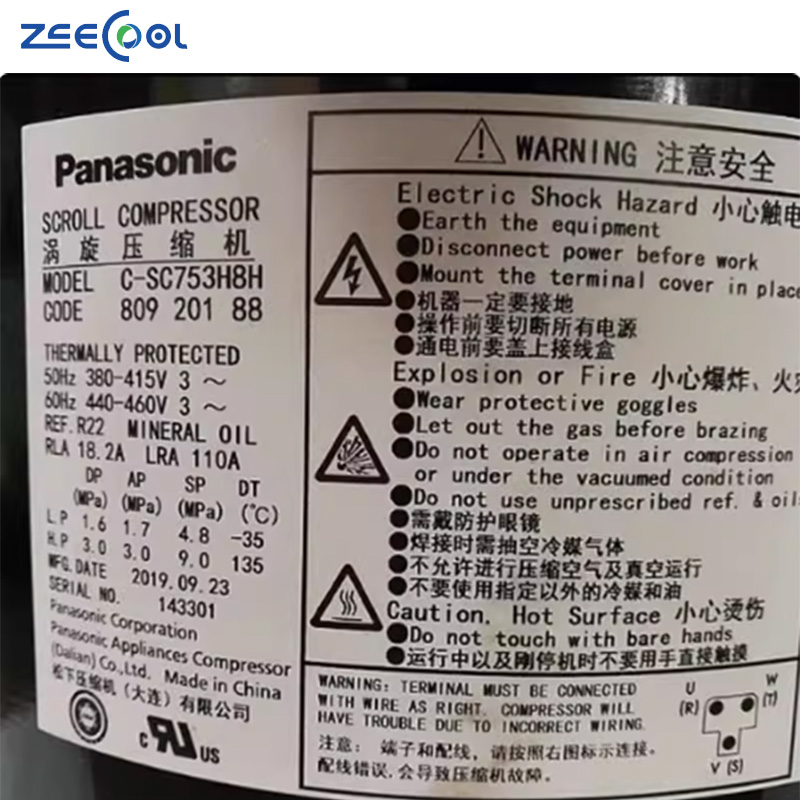 ZEECOOL
Panasonic
SCROLL COMPRESSOR
涡旋压缩机
MODEL C-SC753H8H
CODE 809 201 88
THERMALLY PROTECTED
50Hz 380-415V 3 ~
60Hz 440-460V 3 ~
REF.R22 MINERAL OIL
RLA 18.2A LRA 110A
DP AP SP DT
(MPa) (MPa) (MPa) (℃)
L.P 1.6 1.7 4.8 -35
H.P 3.0 3.0 9.0 135
MFG.DATE 2019.09.23
SERIAL NO. 143301
Panasonic Corporation
Panasonic Appliances Compressor
(Dalian) Co.,Ltd. Made in China
松下压缩机（大连）有限公司
c RU US
WARNING 注意安全
Electric Shock Hazard 小心触电
●Earth the equipment
●Disconnect power before work
●Mount the terminal cover in place
●机器一定要接地
●操作前要切断所有电源
●通电前要盖上接线盒
Explosion or Fire 小心爆炸、火灾
●Wear protective goggles
●Let out the gas before brazing
●Do not operate in air compression
or under the vacuumed condition
●Do not use unprescribed ref. & oils
●需戴防护眼镜
●焊接时需抽空冷媒气体
●不允许进行压缩空气及真空运行
●不要使用指定以外的冷媒和油
Caution, Hot Surface 小心烫伤
●Do not touch with bare hands
●运行中以及刚停机时不要用手直接触摸
WARNING: TERMINAL MUST BE CONNECTED
WITH WIRE AS RIGHT. COMPRESSOR WILL
HAVE TROUBLE DUE TO INCORRECT WIRING.
注意：端子和配线，请按照右图标示连接。
配线错误，会导致压缩机故障。
U W
(R) (T)
V (S)